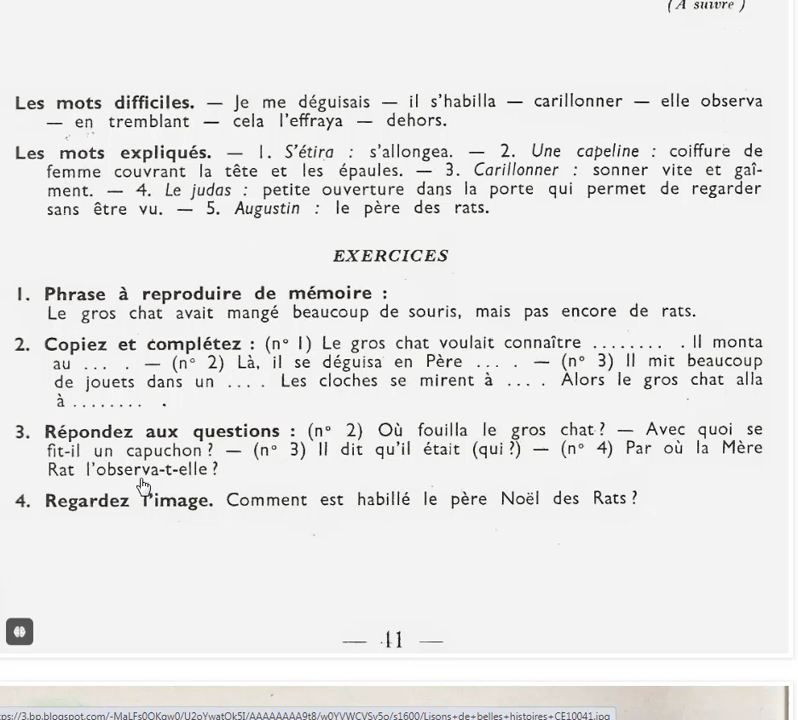 (A suivre)
Les mots difficiles. — Je me déguisais — il s'habilla — carillonner — elle observa
— en tremblant — cela l'effraya — dehors.
Les mots expliqués. — 1. S'étira : s'allongea. — 2. Une capeline : coiffure de
femme couvrant la tête et les épaules. — 3. Carillonner : sonner vite et gaî-
ment. — 4. Le judas : petite ouverture dans la porte qui permet de regarder
sans être vu. — 5. Augustin : le père des rats.
EXERCICES
1. Phrase à reproduire de mémoire :
Le gros chat avait mangé beaucoup de souris, mais pas encore de rats.
2. Copiez et complétez : (n° 1) Le gros chat voulait connaître ........ . Il monta
au ... . — (n° 2) Là, il se déguisa en Père ... . — (n° 3) Il mit beaucoup
de jouets dans un .... . Les cloches se mirent à .... . Alors le gros chat alla
à ........ .
3. Répondez aux questions : (n° 2) Où fouilla le gros chat ? — Avec quoi se
fit-il un capuchon ? — (n° 3) Il dit qu'il était (qui ?) — (n° 4) Par où la Mère
Rat l'observa-t-elle ?
4. Regardez l'image. Comment est habillé le père Noël des Rats ?
— 11 —